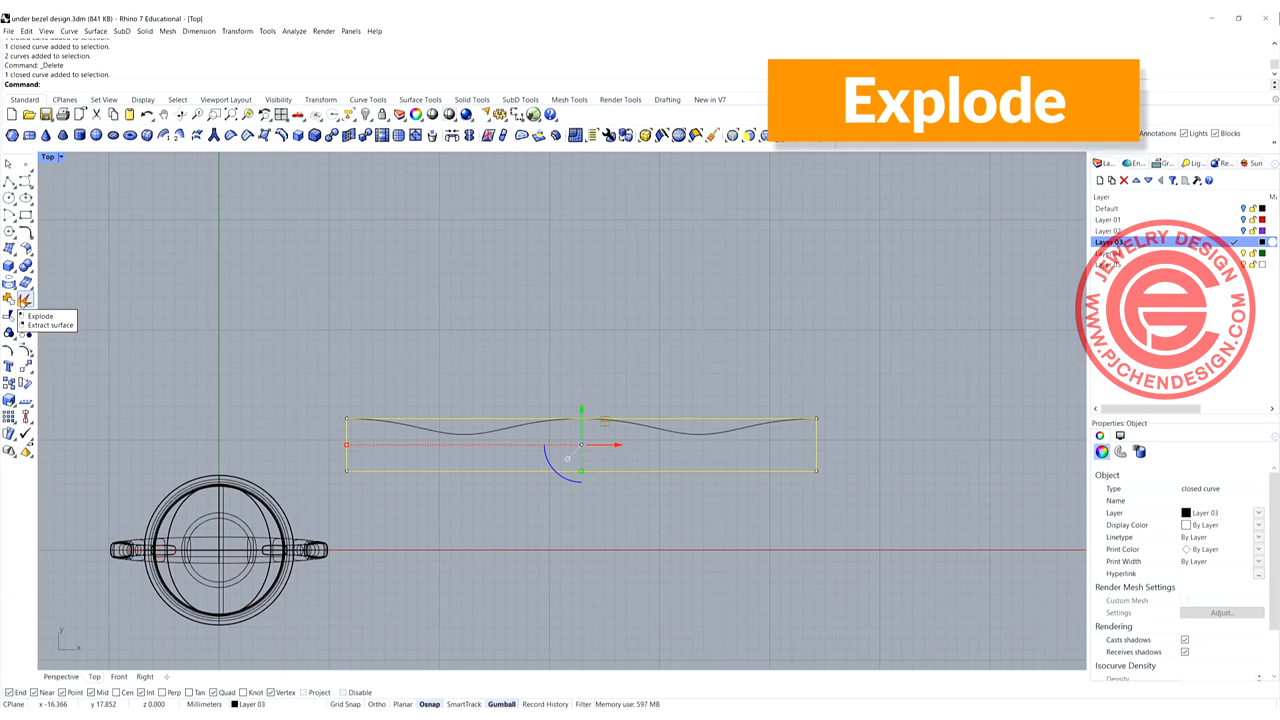 under bezel design.3dm (841 KB) - Rhino 7 Educational - [Top]
File Edit View Curve Surface SubD Solid Mesh Dimension Transform Tools Analyze Render Panels Help
1 closed curve added to selection.
2 curves added to selection.
Command: _Delete
1 closed curve added to selection.
Command:
Explode
Standard CPlanes Set View Display Select Viewport Layout Visibility Transform Curve Tools Surface Tools Solid Tools SubD Tools Mesh Tools Render Tools Drafting New in V7
Annotations Lights Blocks
Top
La... En... Gr... Lig... Re... Sun
Layer
Default
Layer 01
Layer 02
Layer 03
JEWELRY DESIGN
WWW.PJCHENDESIGN.COM
Explode
Extract surface
Properties: Object
Object
Type closed curve
Name
Layer Layer 03
Display Color By Layer
Linetype By Layer
Print Color By Layer
Print Width By Layer
Hyperlink ...
Render Mesh Settings
Custom Mesh
Settings Adjust...
Rendering
Casts shadows
Receives shadows
Isocurve Density
Density
y
x
Perspective Top Front Right
End Near Point Mid Cen Int Perp Tan Quad Knot Vertex Project Disable
CPlane x -16.366 y 17.852 z 0.000 Millimeters Layer 03 Grid Snap Ortho Planar Osnap SmartTrack Gumball Record History Filter Memory use: 597 MB